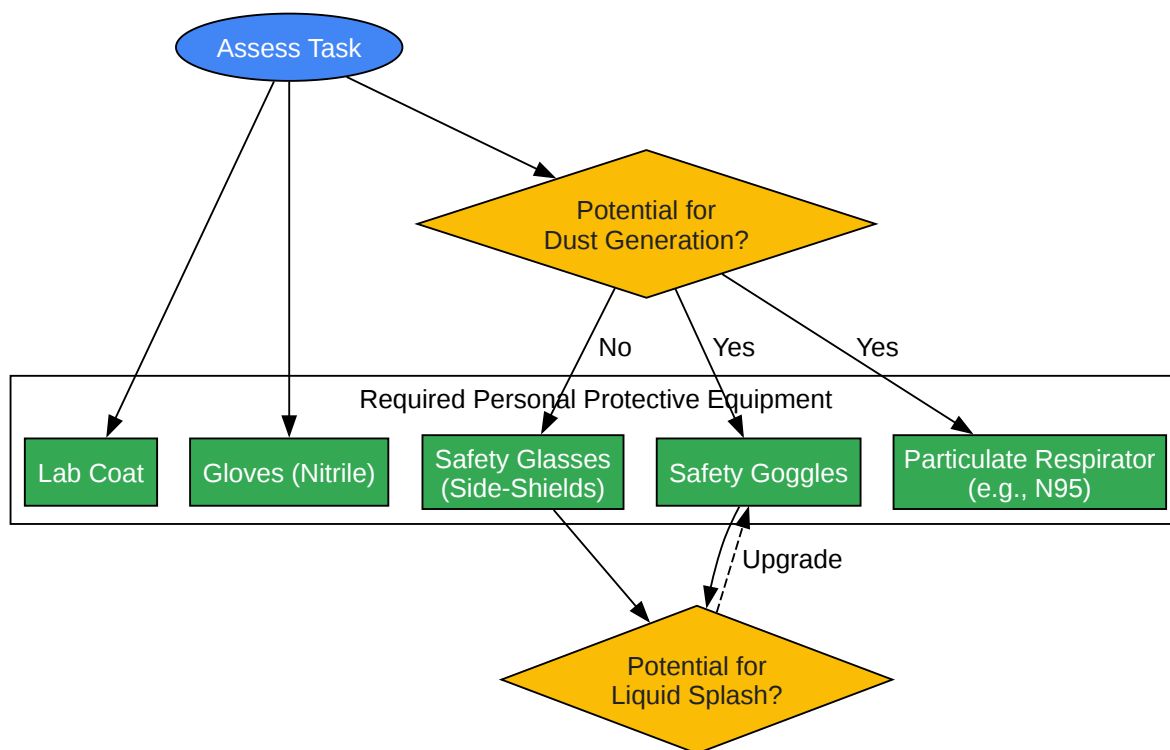 Assess Task
Potential for
Dust Generation?
No
Yes
Yes
Required Personal Protective Equipment
Lab Coat
Gloves (Nitrile)
Safety Glasses
(Side-Shields)
Safety Goggles
Particulate Respirator
(e.g., N95)
Upgrade
Potential for
Liquid Splash?